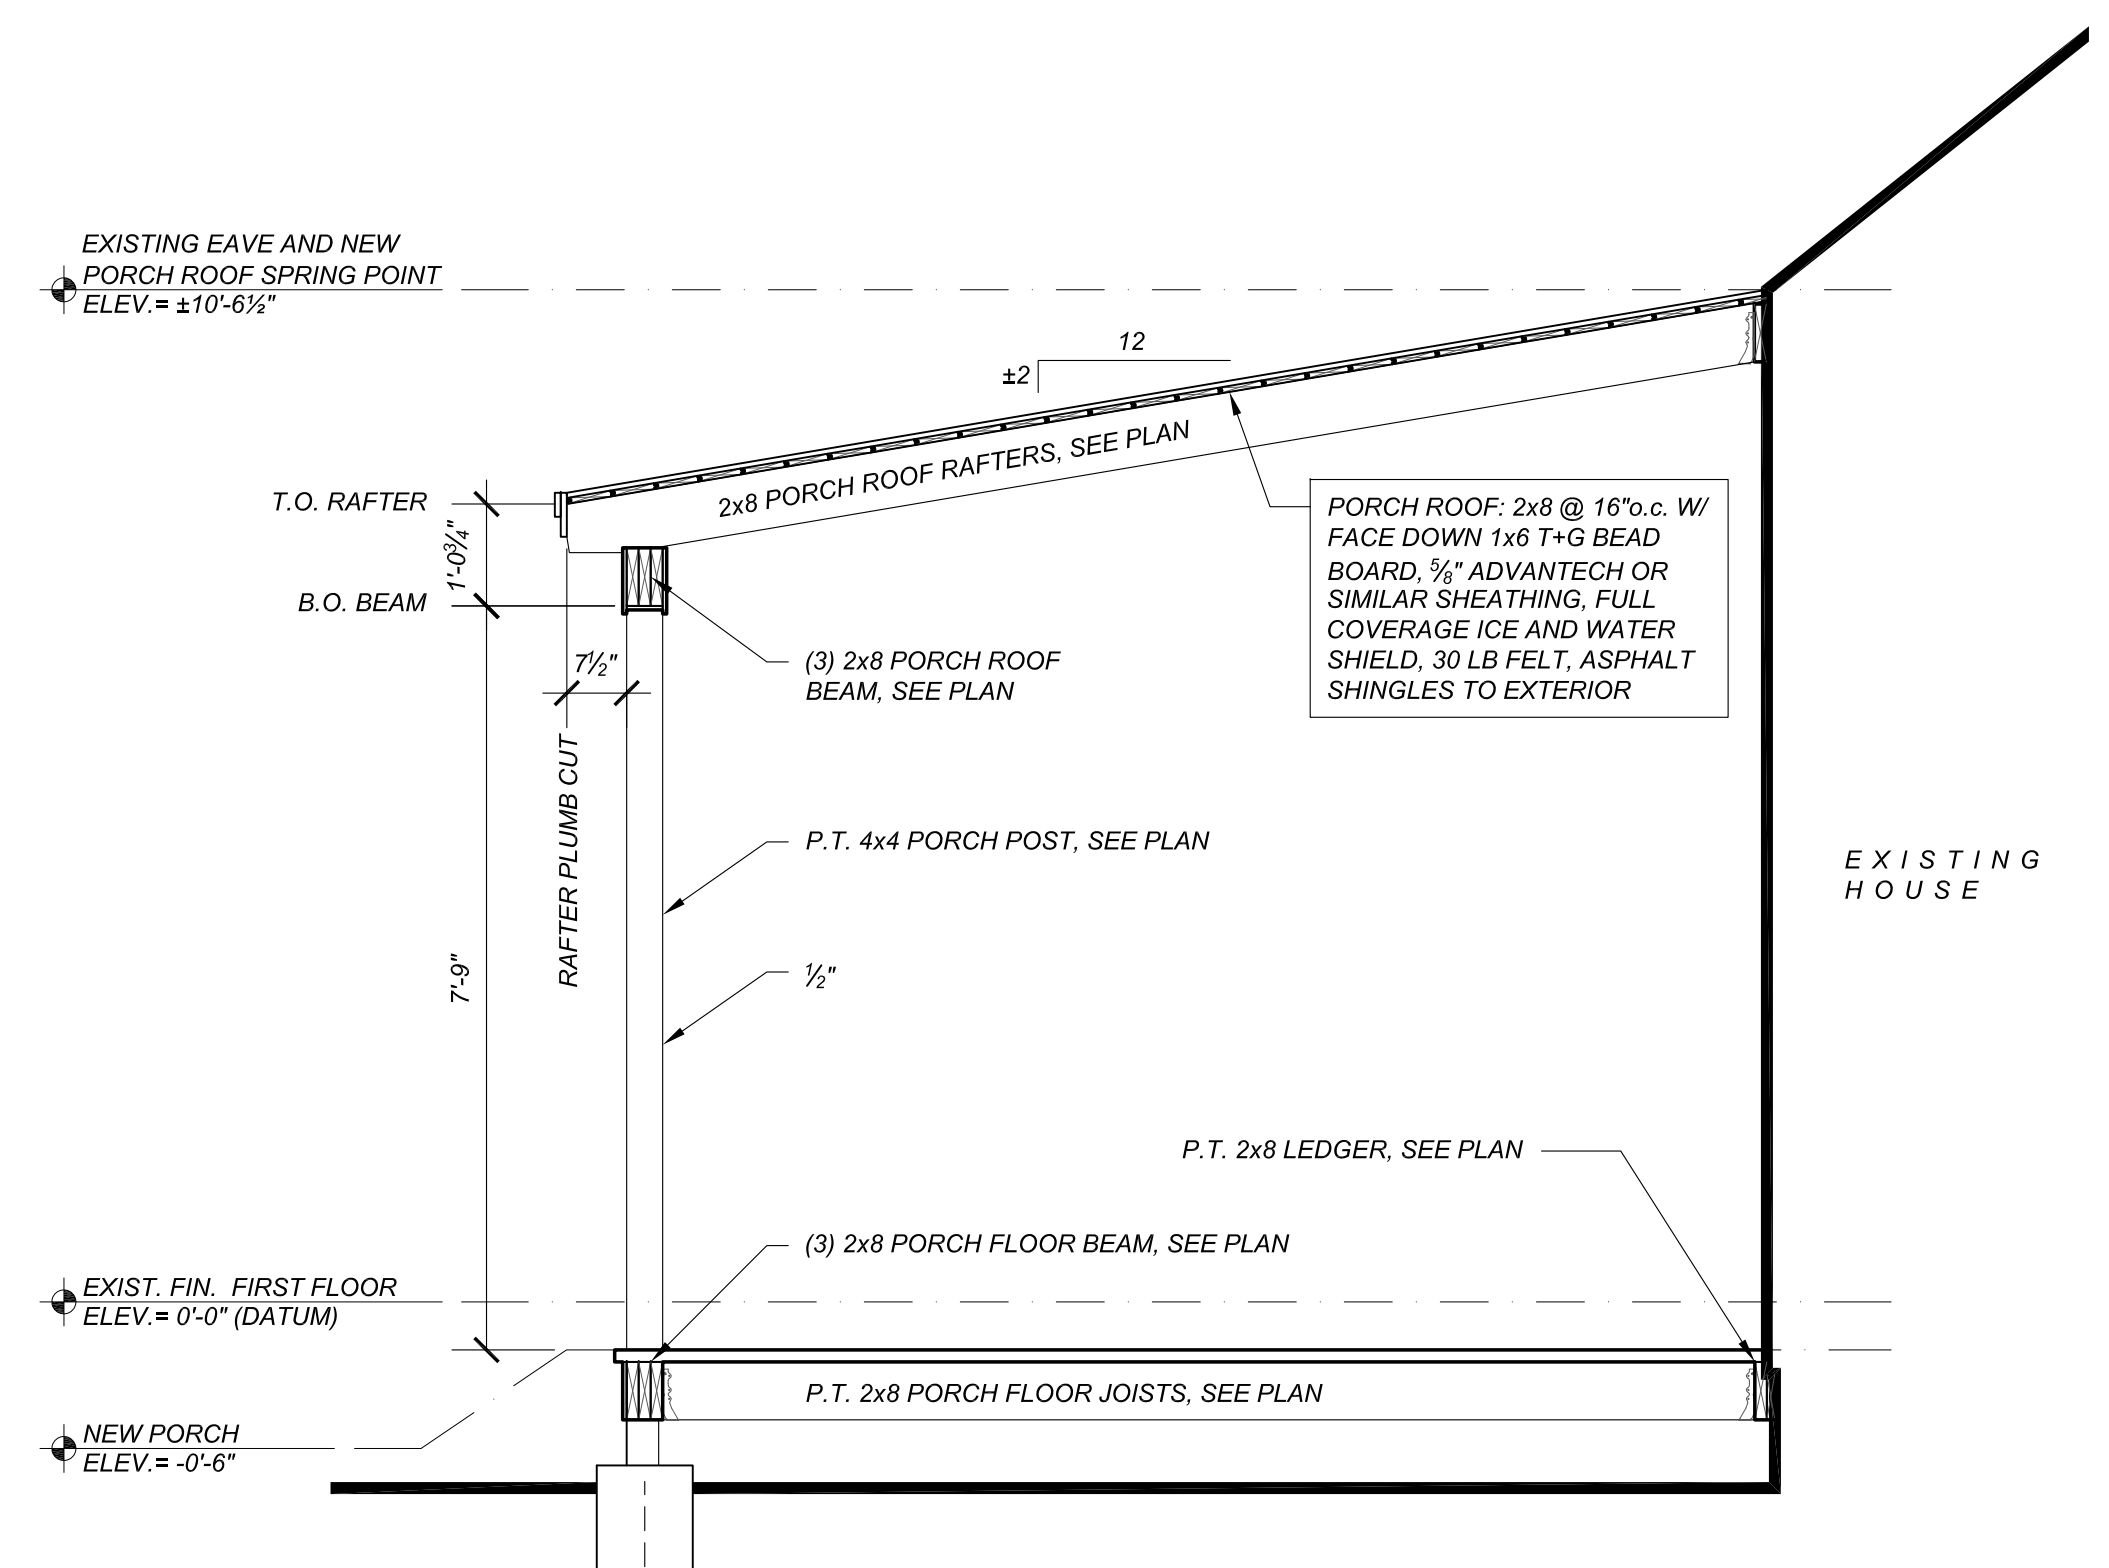 EXISTING EAVE AND NEW
PORCH ROOF SPRING POINT
ELEV.= ±10'-6½"
12
±2
2x8 PORCH ROOF RAFTERS, SEE PLAN
T.O. RAFTER
1'-0¾"
B.O. BEAM
PORCH ROOF: 2x8 @ 16"o.c. W/
FACE DOWN 1x6 T+G BEAD
BOARD, ⅝" ADVANTECH OR
SIMILAR SHEATHING, FULL
COVERAGE ICE AND WATER
SHIELD, 30 LB FELT, ASPHALT
SHINGLES TO EXTERIOR
7½"
(3) 2x8 PORCH ROOF
BEAM, SEE PLAN
RAFTER PLUMB CUT
P.T. 4x4 PORCH POST, SEE PLAN
EXISTING
HOUSE
7'-9"
½"
P.T. 2x8 LEDGER, SEE PLAN
(3) 2x8 PORCH FLOOR BEAM, SEE PLAN
EXIST. FIN. FIRST FLOOR
ELEV.= 0'-0" (DATUM)
P.T. 2x8 PORCH FLOOR JOISTS, SEE PLAN
NEW PORCH
ELEV.= -0'-6"